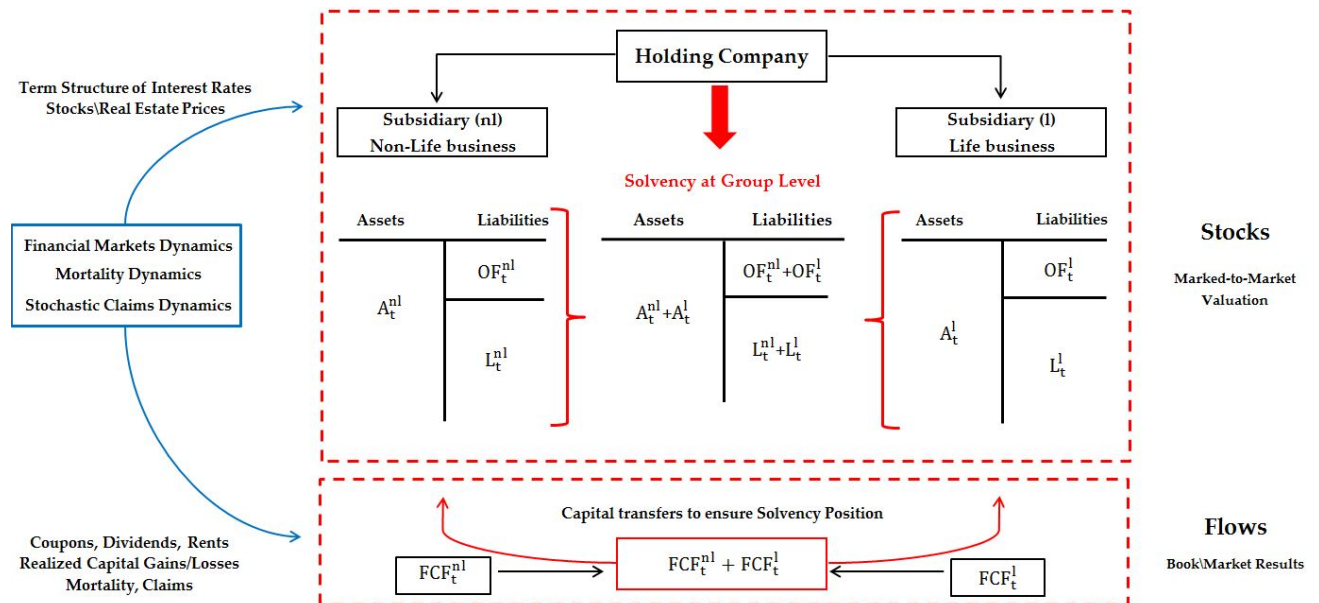 Holding Company
Term Structure of Interest Rates
Stocks\Real Estate Prices
Subsidiary (nl)
Non-Life business
Subsidiary (l)
Life business
Solvency at Group Level
Assets Liabilities
Assets Liabilities
Assets Liabilities
Financial Markets Dynamics
Mortality Dynamics
Stochastic Claims Dynamics
OF_t^nl
A_t^nl
L_t^nl
OF_t^nl+OF_t^l
A_t^nl+A_t^l
L_t^nl+L_t^l
OF_t^l
A_t^l
L_t^l
Stocks
Marked-to-Market
Valuation
Capital transfers to ensure Solvency Position
Coupons, Dividends, Rents
Realized Capital Gains/Losses
Mortality, Claims
FCF_t^nl
FCF_t^nl + FCF_t^l
FCF_t^l
Flows
Book\Market Results